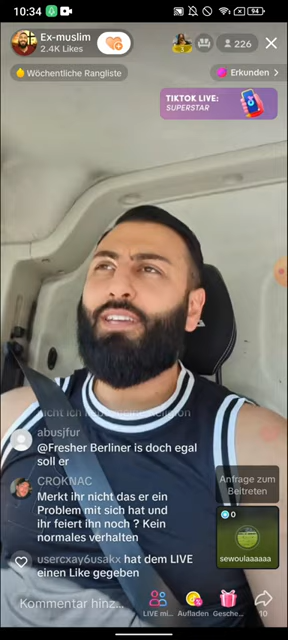 10:34
94
Ex-muslim
2.4K Likes
226
Wöchentliche Rangliste
Erkunden >
TIKTOK LIVE:
SUPERSTAR
abusjfur
@Fresher Berliner is doch egal
soll er
CROKNAC
Merkt ihr nicht das er ein
Problem mit sich hat und
ihr feiert ihn noch ? Kein
normales verhalten
usercxay6usakx hat dem LIVE
einen Like gegeben
Anfrage zum
Beitreten
0
sewoulaaaaaa
Kommentar hinz...
LIVE mi...
Aufladen
Gesche...
10